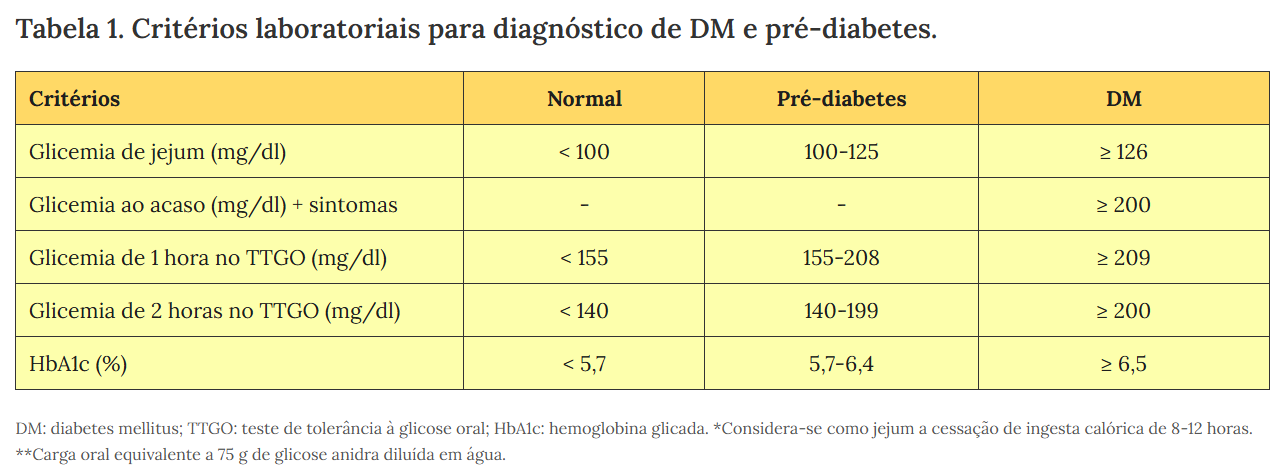 Tabela 1. Critérios laboratoriais para diagnóstico de DM e pré-diabetes.
Critérios Normal Pré-diabetes DM
Glicemia de jejum (mg/dl) < 100 100-125 ≥ 126
Glicemia ao acaso (mg/dl) + sintomas - - ≥ 200
Glicemia de 1 hora no TTGO (mg/dl) < 155 155-208 ≥ 209
Glicemia de 2 horas no TTGO (mg/dl) < 140 140-199 ≥ 200
HbA1c (%) < 5,7 5,7-6,4 ≥ 6,5
DM: diabetes mellitus; TTGO: teste de tolerância à glicose oral; HbA1c: hemoglobina glicada. *Considera-se como jejum a cessação de ingesta calórica de 8-12 horas.
**Carga oral equivalente a 75 g de glicose anidra diluída em água.